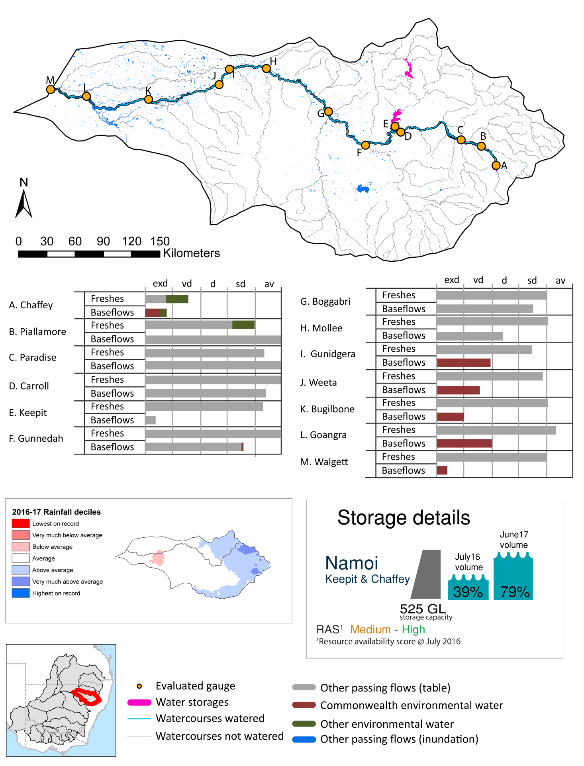 M
L
K
J
I
H
G
F
E
D
C
B
A
N
0 30 60 90 120 150
Kilometers
exd vd d sd av
A. Chaffey
Freshes
Baseflows
B. Piallamore
Freshes
Baseflows
C. Paradise
Freshes
Baseflows
D. Carroll
Freshes
Baseflows
E. Keepit
Freshes
Baseflows
F. Gunnedah
Freshes
Baseflows
exd vd d sd av
G. Boggabri
Freshes
Baseflows
H. Mollee
Freshes
Baseflows
I. Gunidgera
Freshes
Baseflows
J. Weeta
Freshes
Baseflows
K. Bugilbone
Freshes
Baseflows
L. Goangra
Freshes
Baseflows
M. Walgett
Freshes
Baseflows
2016-17 Rainfall deciles
Lowest on record
Very much below average
Below average
Average
Above average
Very much above average
Highest on record
Storage details
Namoi
Keepit & Chaffey
525 GL
storage capacity
July16
volume
39%
June17
volume
79%
RAS¹ Medium - High
¹Resource availability score @ July 2016
Evaluated gauge
Water storages
Watercourses watered
Watercourses not watered
Other passing flows (table)
Commonwealth environmental water
Other environmental water
Other passing flows (inundation)